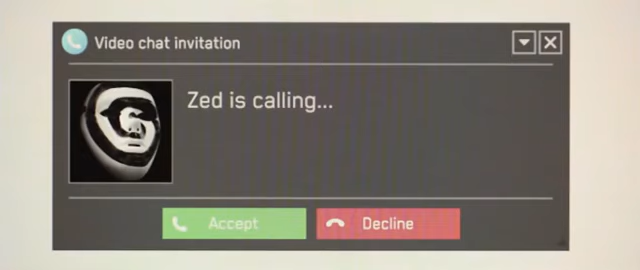 Video chat invitation
Zed is calling...
Accept
Decline